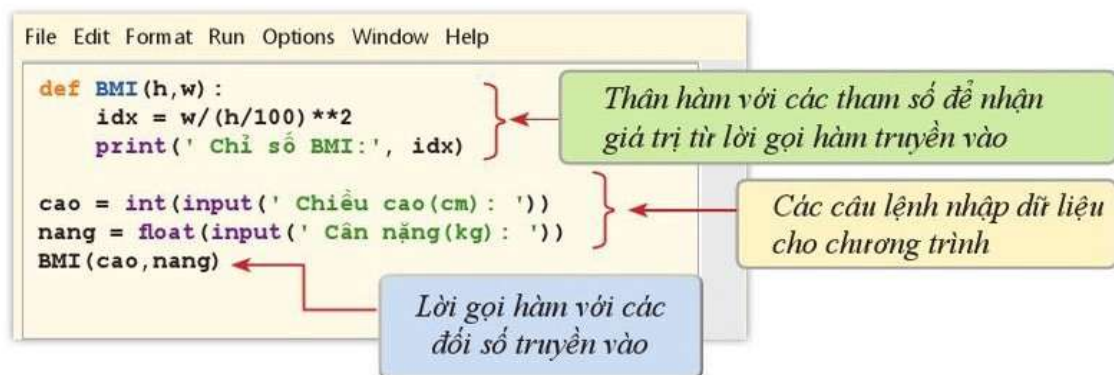 File Edit Format Run Options Window Help
def BMI(h,w):
    idx = w/(h/100)**2
    print(' Chỉ số BMI:', idx)
Thân hàm với các tham số để nhận
giá trị từ lời gọi hàm truyền vào
cao = int(input(' Chiều cao(cm): '))
nang = float(input(' Cân nặng(kg): '))
BMI(cao,nang)
Các câu lệnh nhập dữ liệu
cho chương trình
Lời gọi hàm với các
đối số truyền vào